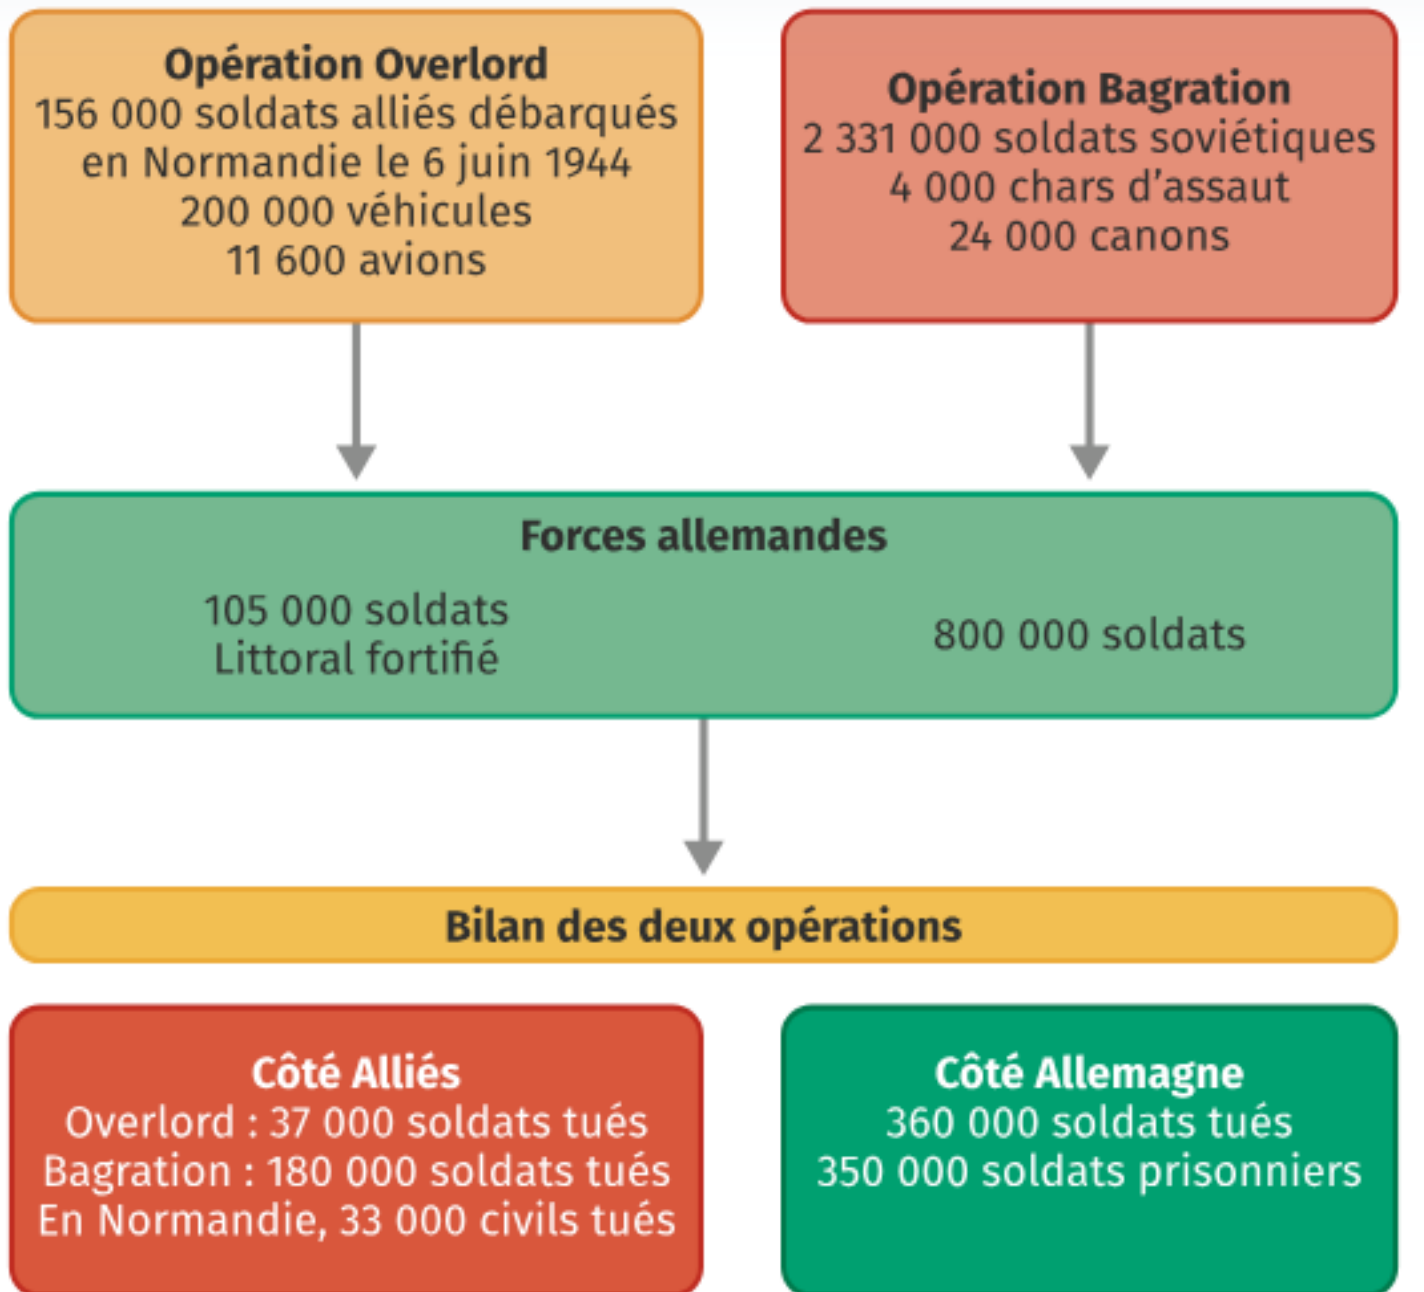 Opération Overlord
156 000 soldats alliés débarqués
en Normandie le 6 juin 1944
200 000 véhicules
11 600 avions
Opération Bagration
2 331 000 soldats soviétiques
4 000 chars d’assaut
24 000 canons
Forces allemandes
105 000 soldats
Littoral fortifié
800 000 soldats
Bilan des deux opérations
Côté Alliés
Overlord : 37 000 soldats tués
Bagration : 180 000 soldats tués
En Normandie, 33 000 civils tués
Côté Allemagne
360 000 soldats tués
350 000 soldats prisonniers